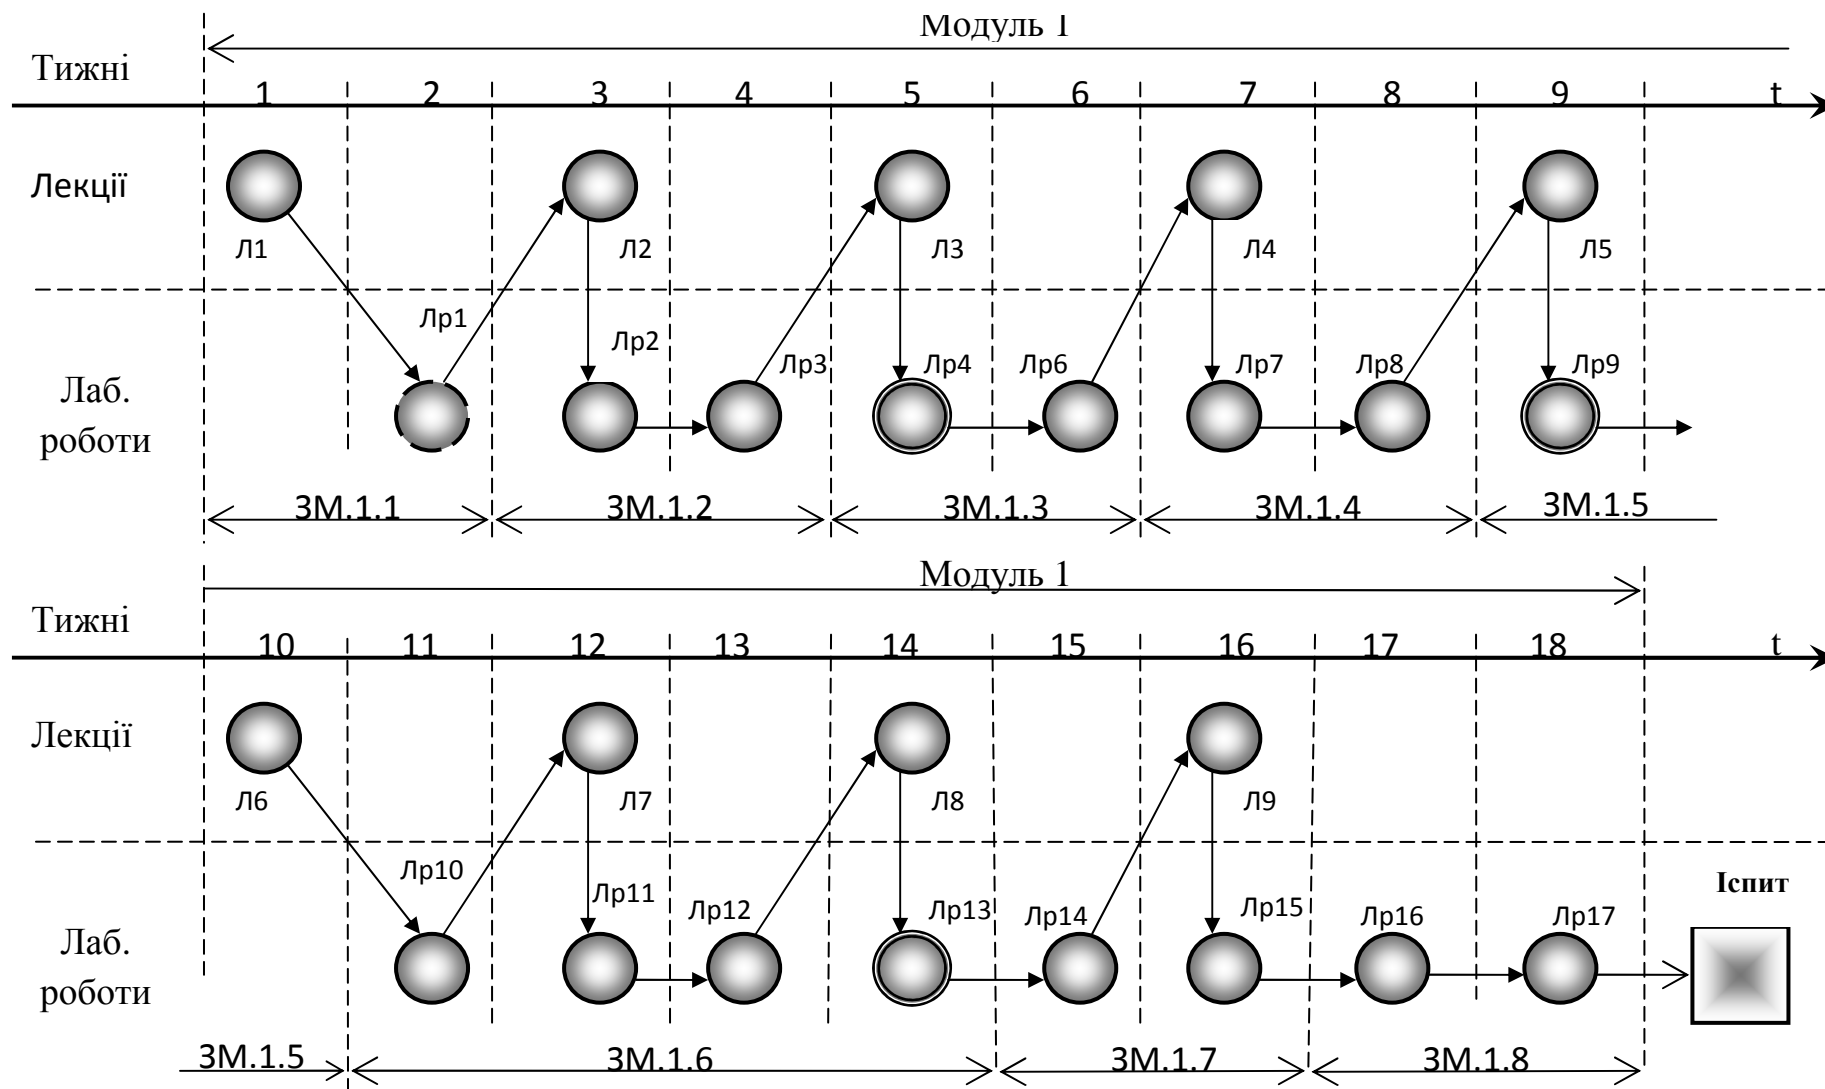 Модуль 1
Тижні
1 2 3 4 5 6 7 8 9 t
Лекції
Л1 Л2 Л3 Л4 Л5
Лр1 Лр2 Лр3 Лр4 Лр6 Лр7 Лр8 Лр9
Лаб.
роботи
ЗМ.1.1 ЗМ.1.2 ЗМ.1.3 ЗМ.1.4 ЗМ.1.5
Модуль 1
Тижні
10 11 12 13 14 15 16 17 18 t
Лекції
Л6 Л7 Л8 Л9
Лр10 Лр11 Лр12 Лр13 Лр14 Лр15 Лр16 Лр17
Іспит
Лаб.
роботи
ЗМ.1.5 ЗМ.1.6 ЗМ.1.7 ЗМ.1.8